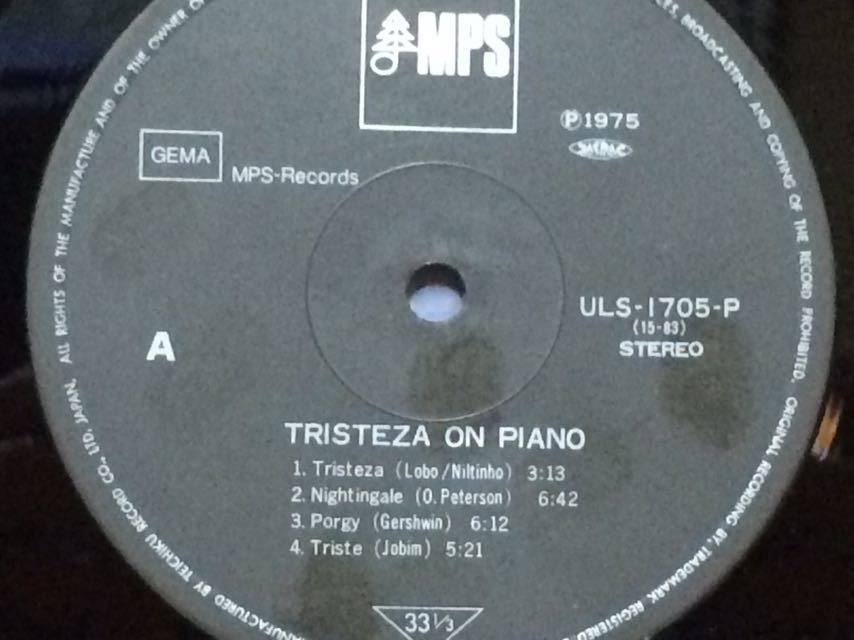 MPS
GEMA
MPS-Records
Ⓟ1975
ULS-1705-P
(15-83)
STEREO
A
TRISTEZA ON PIANO
1. Tristeza (Lobo/Niltinho) 3:13
2. Nightingale (O. Peterson) 6:42
3. Porgy (Gershwin) 6:12
4. Triste (Jobim) 5:21
33 1/3
MANUFACTURED BY TEICHIKU RECORD CO., LTD. JAPAN. ALL RIGHTS OF THE MANUFACTURE AND OF THE OWNER
BROADCASTING AND COPYING OF THE RECORD PROHIBITED. ORIGINAL RECORDING BY, TRADEMARK REGISTERED